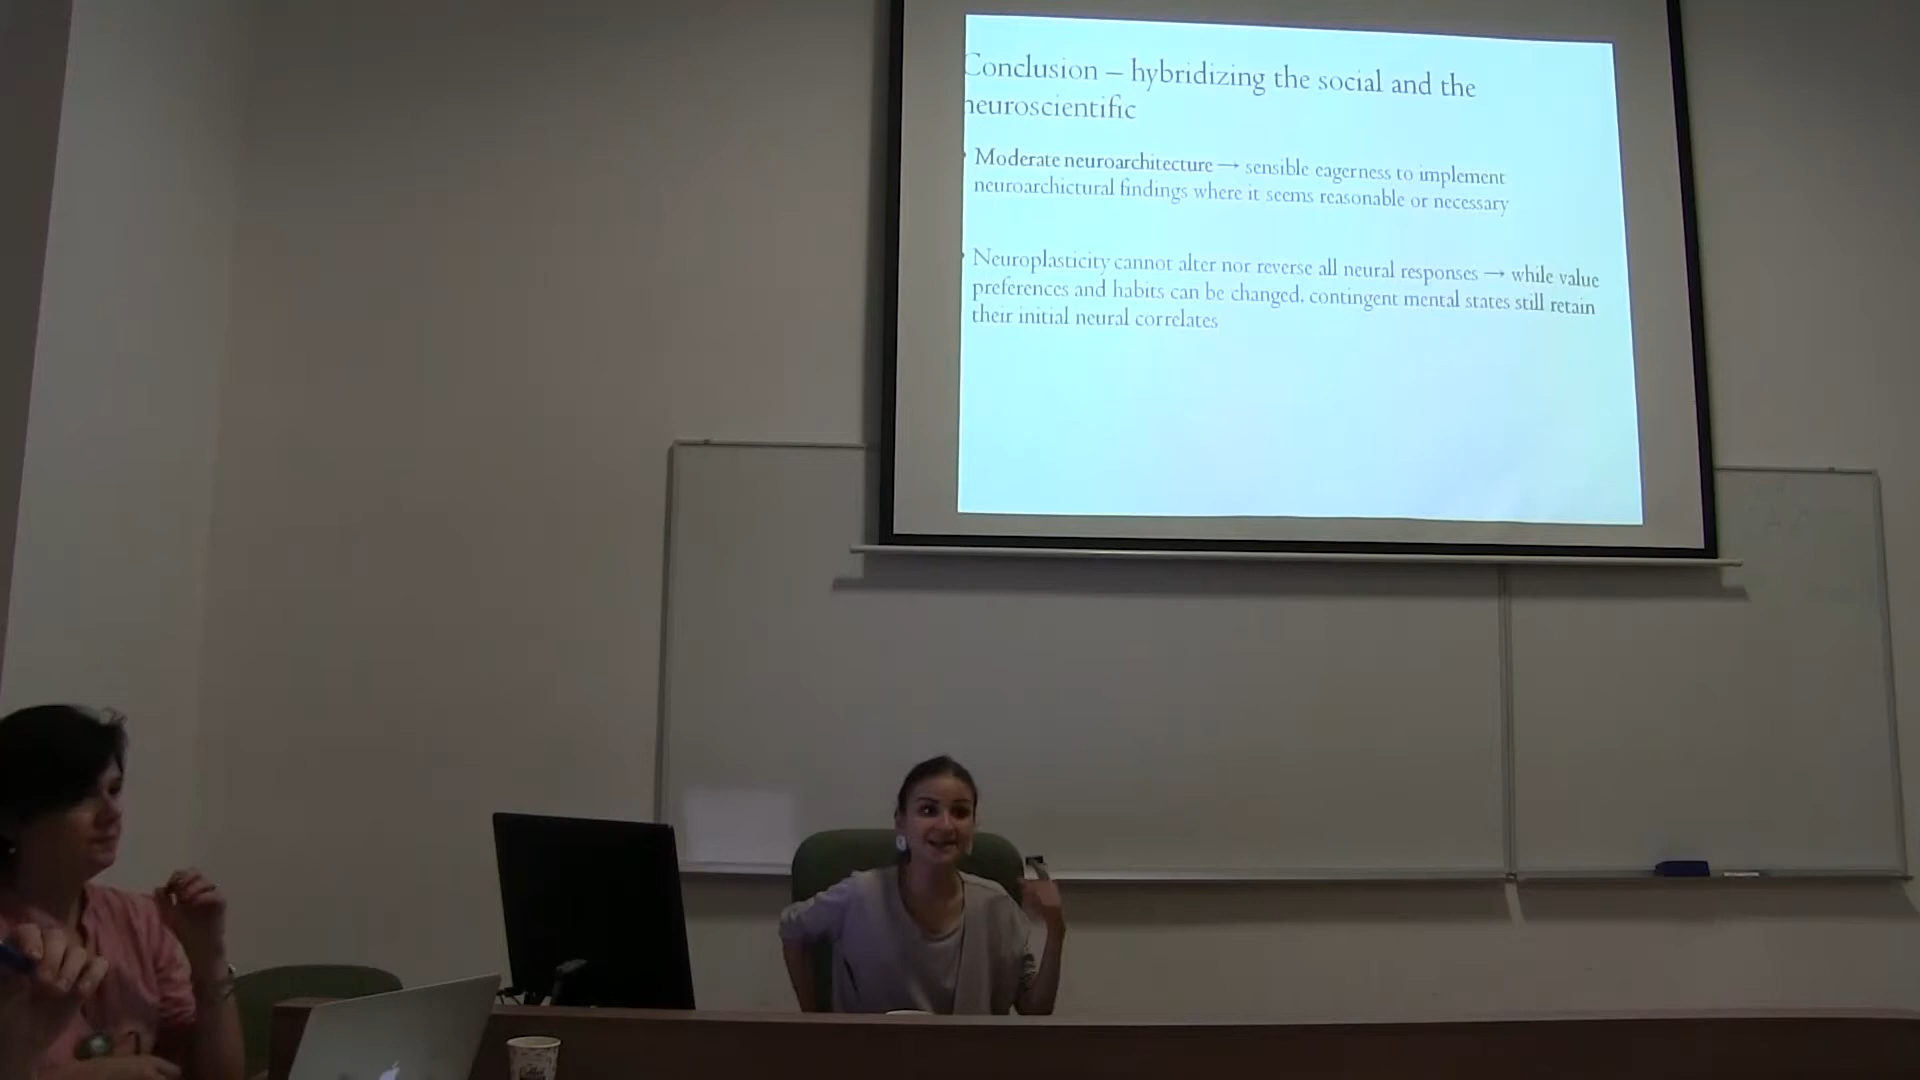 Conclusion – hybridizing the social and the
neuroscientific
• Moderate neuroarchitecture → sensible eagerness to implement
neuroarchictural findings where it seems reasonable or necessary
• Neuroplasticity cannot alter nor reverse all neural responses → while value
preferences and habits can be changed, contingent mental states still retain
their initial neural correlates